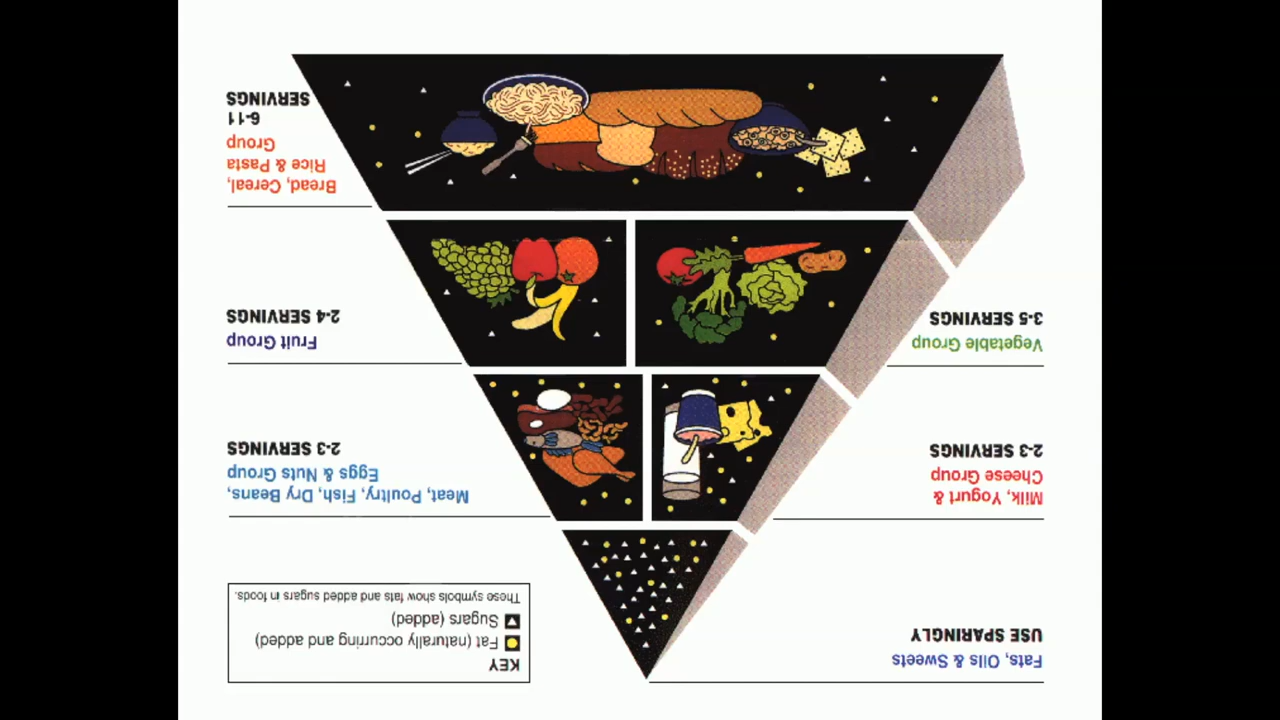 Fats, Oils & Sweets
USE SPARINGLY
KEY
Fat (naturally occurring and added)
Sugars (added)
These symbols show fats and added sugars in foods.
Milk, Yogurt &
Cheese Group
2-3 SERVINGS
Meat, Poultry, Fish, Dry Beans,
Eggs & Nuts Group
2-3 SERVINGS
Vegetable Group
3-5 SERVINGS
Fruit Group
2-4 SERVINGS
Bread, Cereal,
Rice & Pasta
Group
6-11
SERVINGS